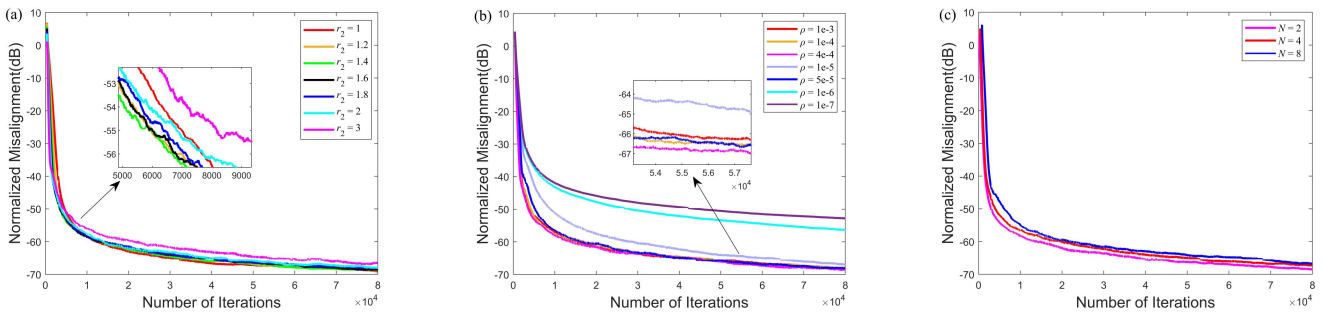 (a)
Normalized Misalignment(dB)
10
0
-10
-20
-30
-40
-50
-60
-70
r2 = 1
r2 = 1.2
r2 = 1.4
r2 = 1.6
r2 = 1.8
r2 = 2
r2 = 3
-53
-54
-55
-56
5000 6000 7000 8000 9000
0 1 2 3 4 5 6 7 8
Number of Iterations ×10^4
(b)
Normalized Misalignment(dB)
10
0
-10
-20
-30
-40
-50
-60
-70
ρ = 1e-3
ρ = 1e-4
ρ = 4e-4
ρ = 1e-5
ρ = 5e-5
ρ = 1e-6
ρ = 1e-7
-64
-65
-66
-67
5.4 5.5 5.6 5.7
×10^4
0 1 2 3 4 5 6 7 8
Number of Iterations ×10^4
(c)
Normalized Misalignment(dB)
10
0
-10
-20
-30
-40
-50
-60
-70
N = 2
N = 4
N = 8
0 1 2 3 4 5 6 7 8
Number of Iterations ×10^4